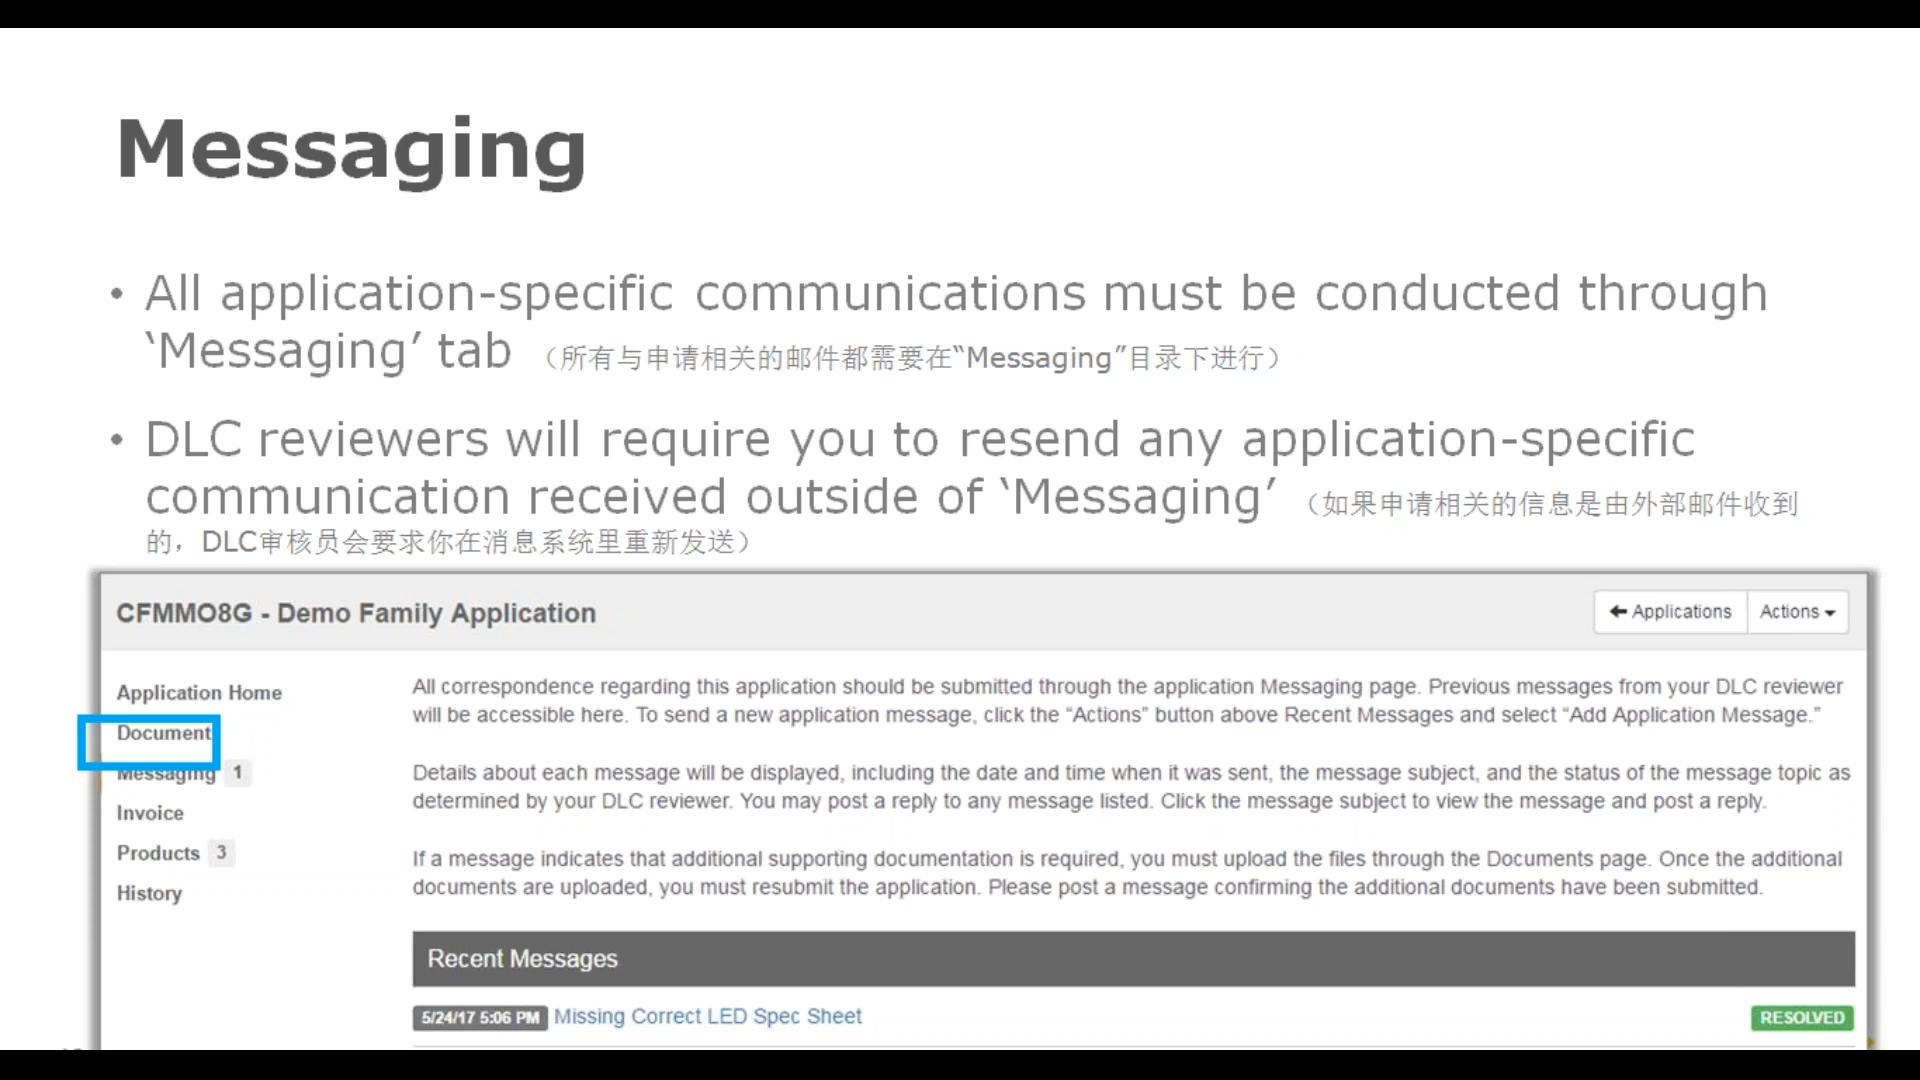 Messaging
• All application-specific communications must be conducted through
‘Messaging’ tab （所有与申请相关的邮件都需要在“Messaging”目录下进行）
• DLC reviewers will require you to resend any application-specific
communication received outside of ‘Messaging’ （如果申请相关的信息是由外部邮件收到
的，DLC审核员会要求你在消息系统里重新发送）
CFMMO8G - Demo Family Application
Applications
Actions
Application Home
Document
Messaging 1
Invoice
Products 3
History
All correspondence regarding this application should be submitted through the application Messaging page. Previous messages from your DLC reviewer
will be accessible here. To send a new application message, click the “Actions” button above Recent Messages and select “Add Application Message.”
Details about each message will be displayed, including the date and time when it was sent, the message subject, and the status of the message topic as
determined by your DLC reviewer. You may post a reply to any message listed. Click the message subject to view the message and post a reply.
If a message indicates that additional supporting documentation is required, you must upload the files through the Documents page. Once the additional
documents are uploaded, you must resubmit the application. Please post a message confirming the additional documents have been submitted.
Recent Messages
5/24/17 5:06 PM Missing Correct LED Spec Sheet
RESOLVED